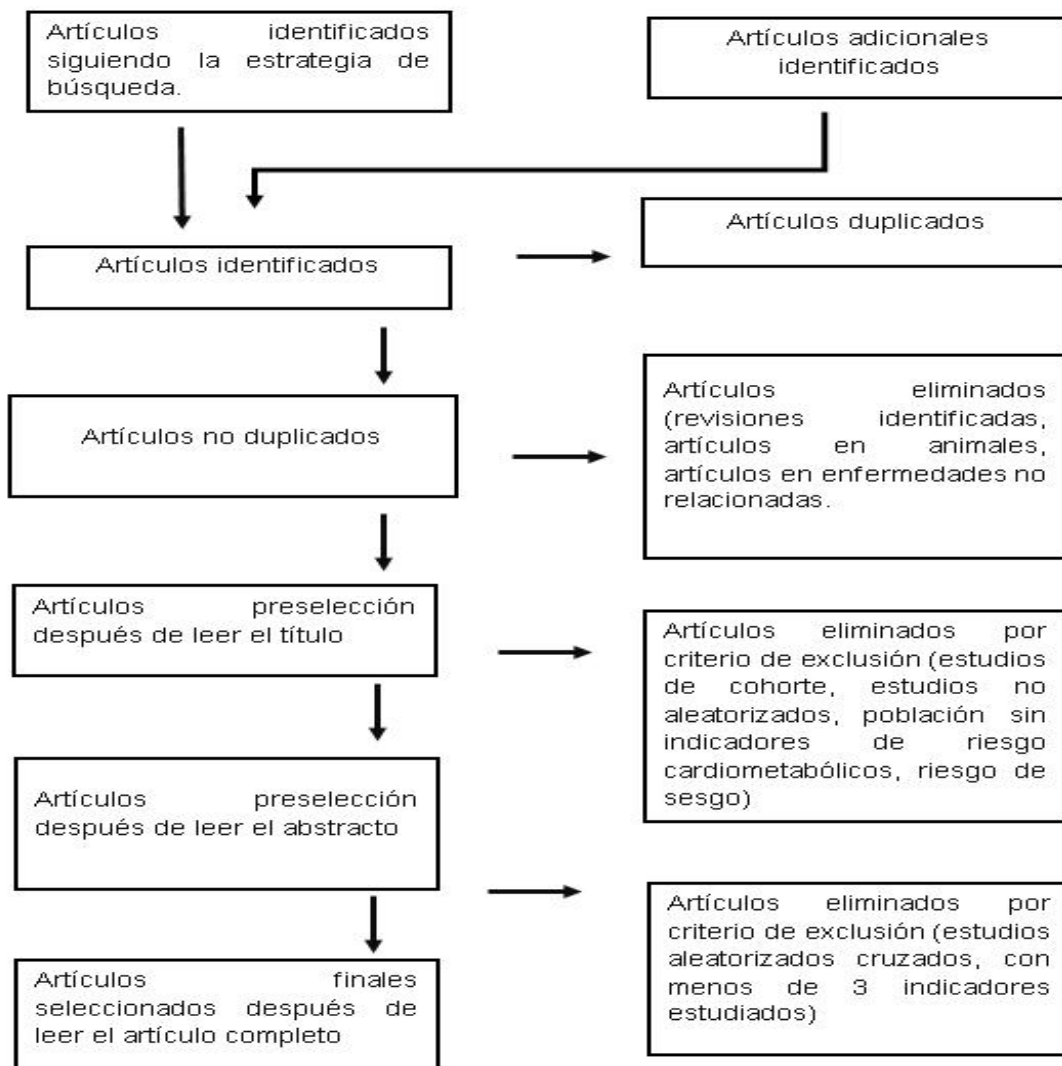 Artículos identificados
siguiendo la estrategia de
búsqueda.
Artículos adicionales
identificados
Artículos identificados
Artículos duplicados
Artículos no duplicados
Artículos eliminados
(revisiones identificadas,
artículos en animales,
artículos en enfermedades no
relacionadas.
Artículos preselección
después de leer el título
Artículos eliminados por
criterio de exclusión (estudios
de cohorte, estudios no
aleatorizados, población sin
indicadores de riesgo
cardiometabólicos, riesgo de
sesgo)
Artículos preselección
después de leer el abstracto
Artículos eliminados por
criterio de exclusión (estudios
aleatorizados cruzados, con
menos de 3 indicadores
estudiados)
Artículos finales
seleccionados después de
leer el artículo completo